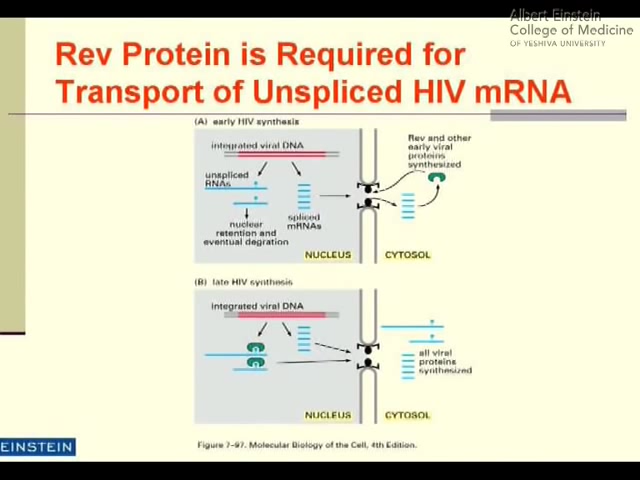 Albert Einstein
College of Medicine
OF YESHIVA UNIVERSITY
Rev Protein is Required for
Transport of Unspliced HIV mRNA
(A) early HIV synthesis
integrated viral DNA
unspliced
RNAs
spliced
mRNAs
nuclear
retention and
eventual degration
Rev and other
early viral
proteins
synthesized
NUCLEUS
CYTOSOL
(B) late HIV synthesis
integrated viral DNA
all viral
proteins
synthesized
NUCLEUS
CYTOSOL
Figure 7-97. Molecular Biology of the Cell, 4th Edition.
EINSTEIN